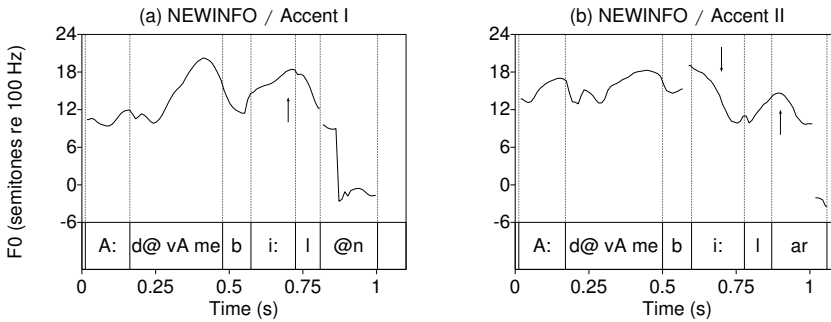 (a) NEWINFO / Accent I
F0 (semitones re 100 Hz)
24
18
12
6
0
-6
A: d@ vA me b i: l @n
0 0.25 0.5 0.75 1
Time (s)
(b) NEWINFO / Accent II
24
18
12
6
0
-6
A: d@ vA me b i: l ar
0 0.25 0.5 0.75 1
Time (s)